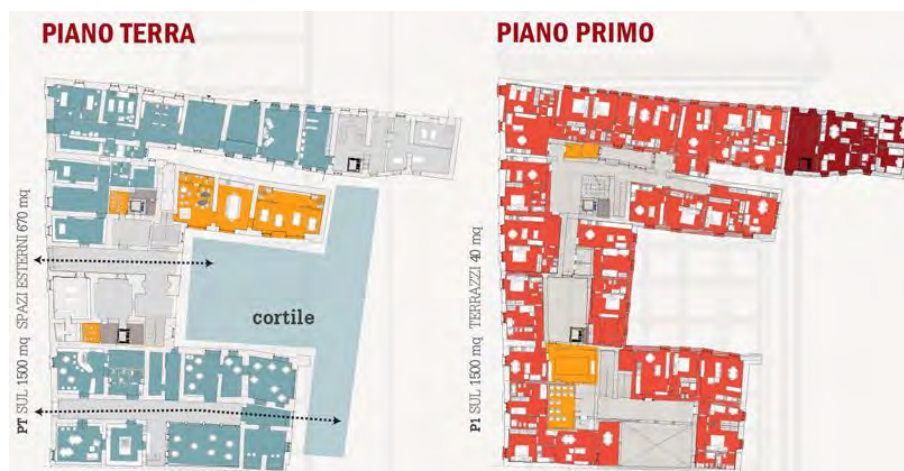 PIANO TERRA
PIANO PRIMO
PT SUL 1500 mq SPAZI ESTERNI 670 mq
cortile
P1 SUL 1500 mq TERRAZZI 40 mq